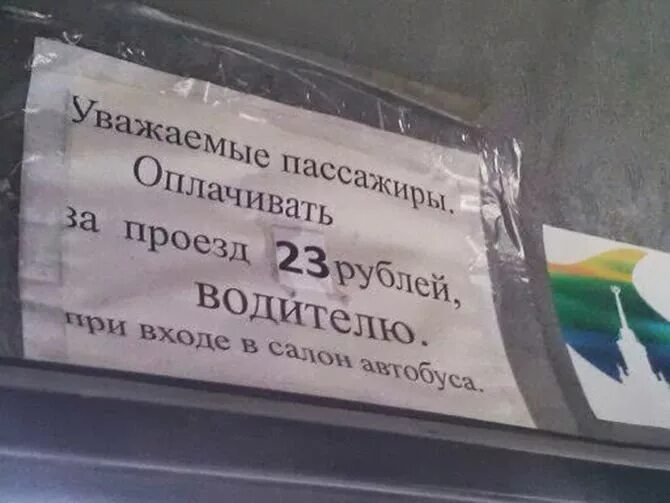 Уважаемые пассажиры.
Оплачивать
за проезд 23 рублей,
водителю.
при входе в салон автобуса.